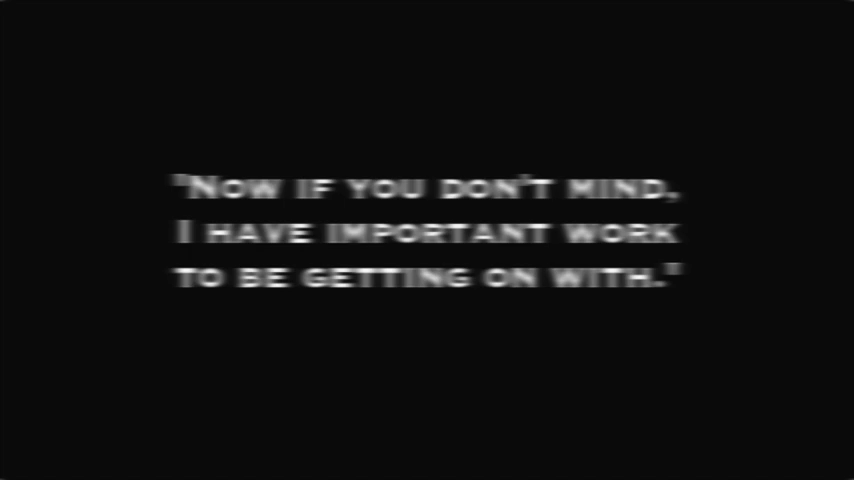 "Now if you don't mind,
I have important work
to be getting on with."